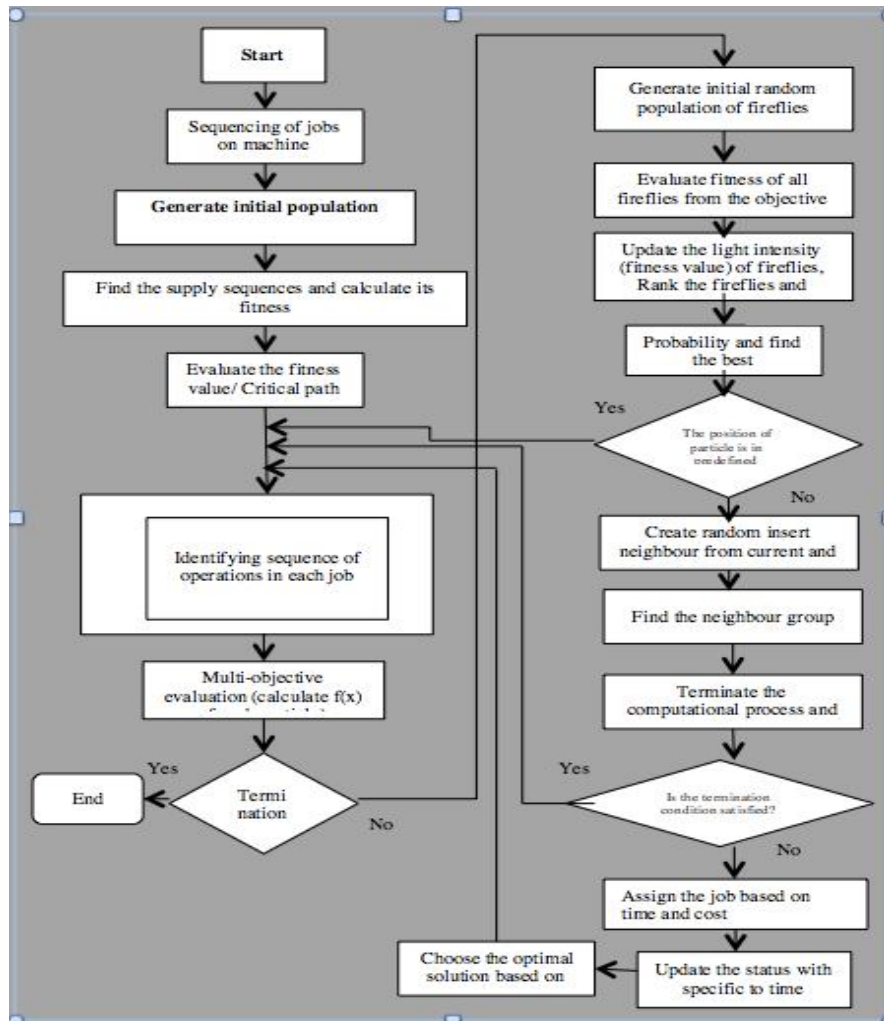 Start
Sequencing of jobs
on machine
Generate initial population
Find the supply sequences and calculate its
fitness
Evaluate the fitness
value/ Critical path
Identifying sequence of
operations in each job
Multi-objective
evaluation (calculate f(x)
Termi
nation
Yes
End
No
Generate initial random
population of fireflies
Evaluate fitness of all
fireflies from the objective
Update the light intensity
(fitness value) of fireflies,
Rank the fireflies and
Probability and find
the best
Yes
The position of
particle is in
No
Create random insert
neighbour from current and
Find the neighbour group
Terminate the
computational process and
Yes
Is the termination
condition satisfied?
No
Assign the job based on
time and cost
Update the status with
specific to time
Choose the optimal
solution based on